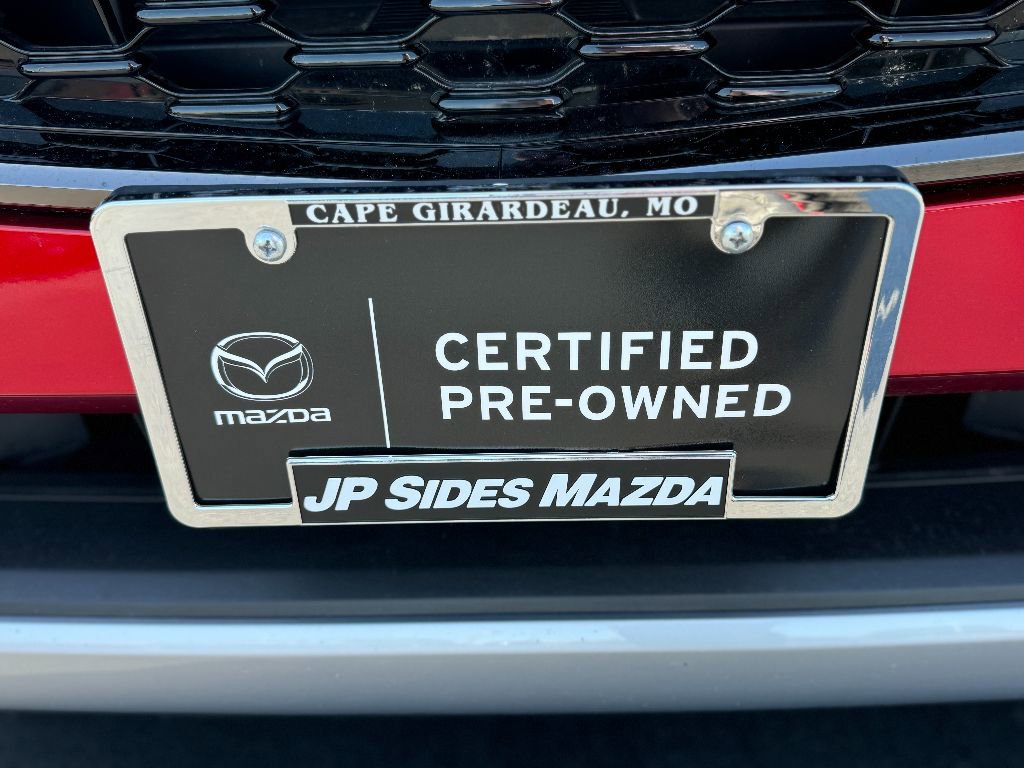 CAPE GIRARDEAU, MO
CERTIFIED
PRE-OWNED
mazda
JP SIDES MAZDA